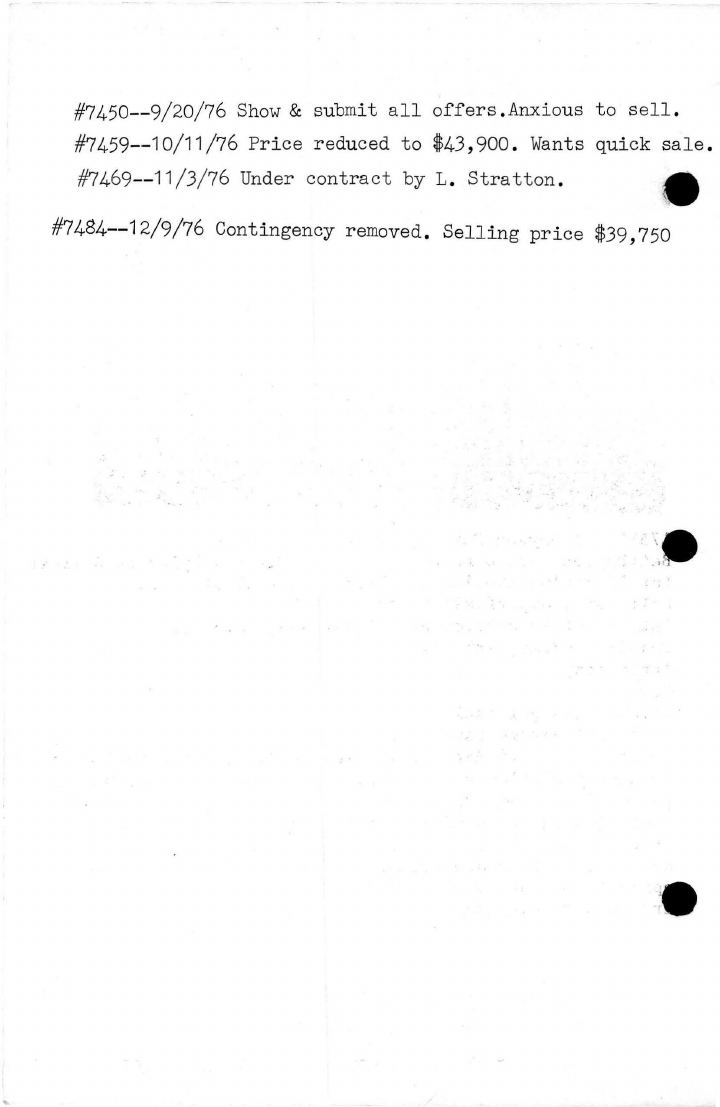 #7450--9/20/76 Show & submit all offers.Anxious to sell.
#7459--10/11/76 Price reduced to $43,900. Wants quick sale.
#7469--11/3/76 Under contract by L. Stratton.
#7484--12/9/76 Contingency removed. Selling price $39,750